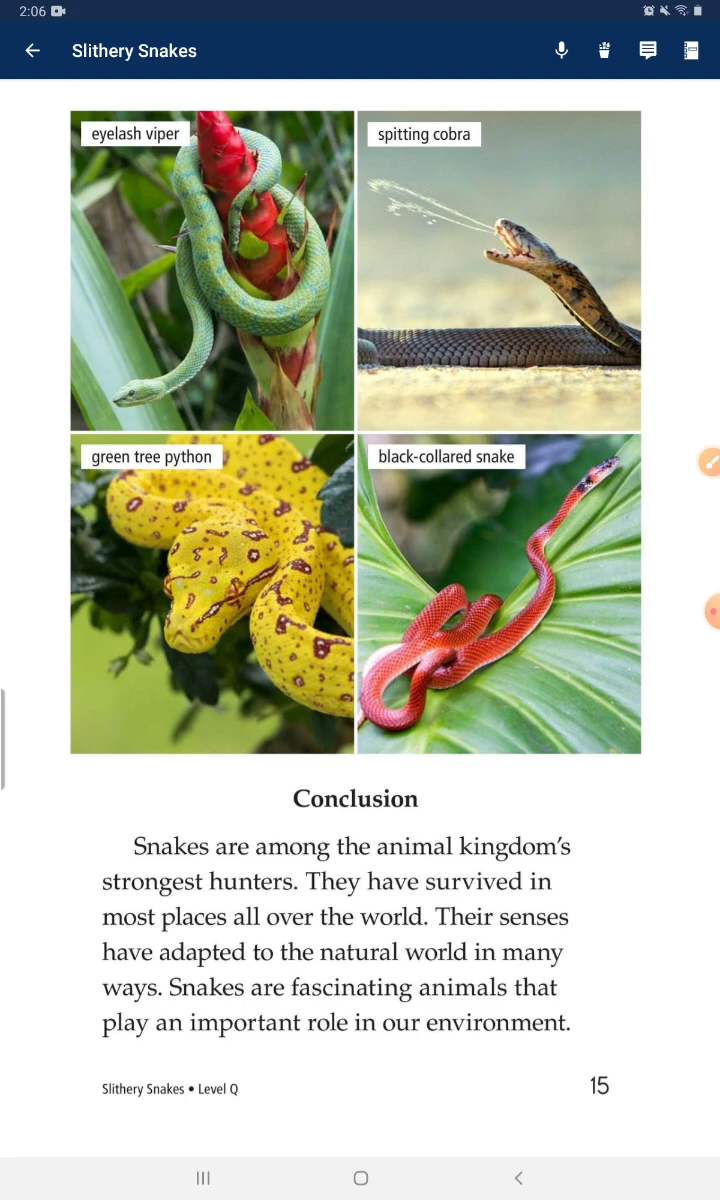 2:06
Slithery Snakes
eyelash viper
spitting cobra
green tree python
black-collared snake
Conclusion
Snakes are among the animal kingdom's
strongest hunters. They have survived in
most places all over the world. Their senses
have adapted to the natural world in many
ways. Snakes are fascinating animals that
play an important role in our environment.
Slithery Snakes • Level Q
15